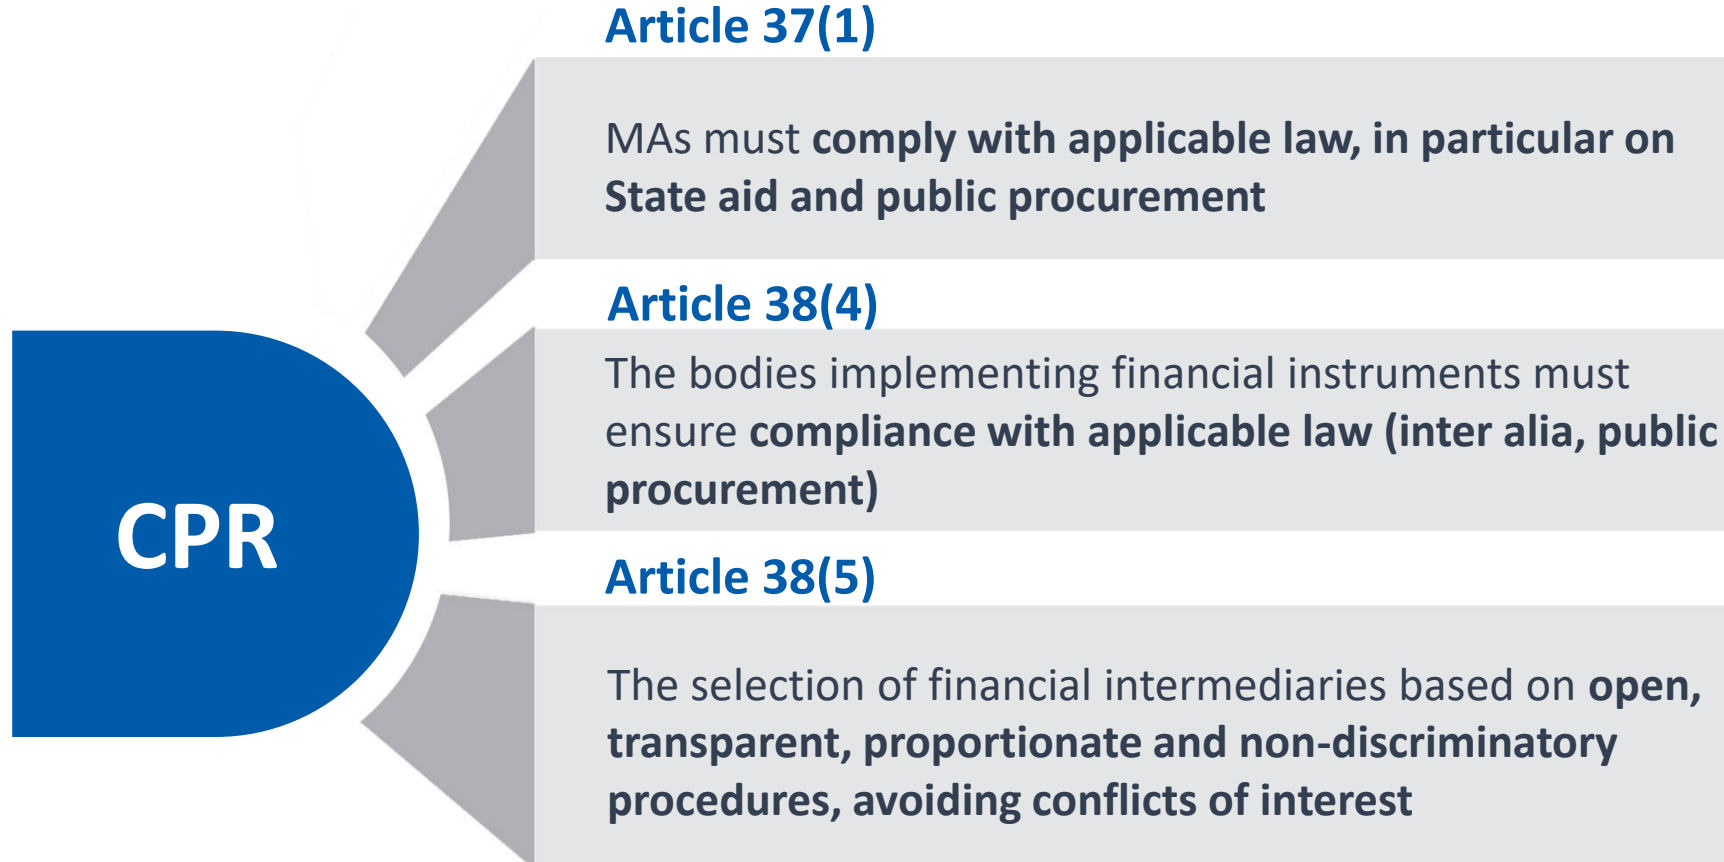 Article 37(1)
MAs must comply with applicable law, in particular on
State aid and public procurement
Article 38(4)
The bodies implementing financial instruments must
ensure compliance with applicable law (inter alia, public
procurement)
CPR
Article 38(5)
The selection of financial intermediaries based on open,
transparent, proportionate and non-discriminatory
procedures, avoiding conflicts of interest